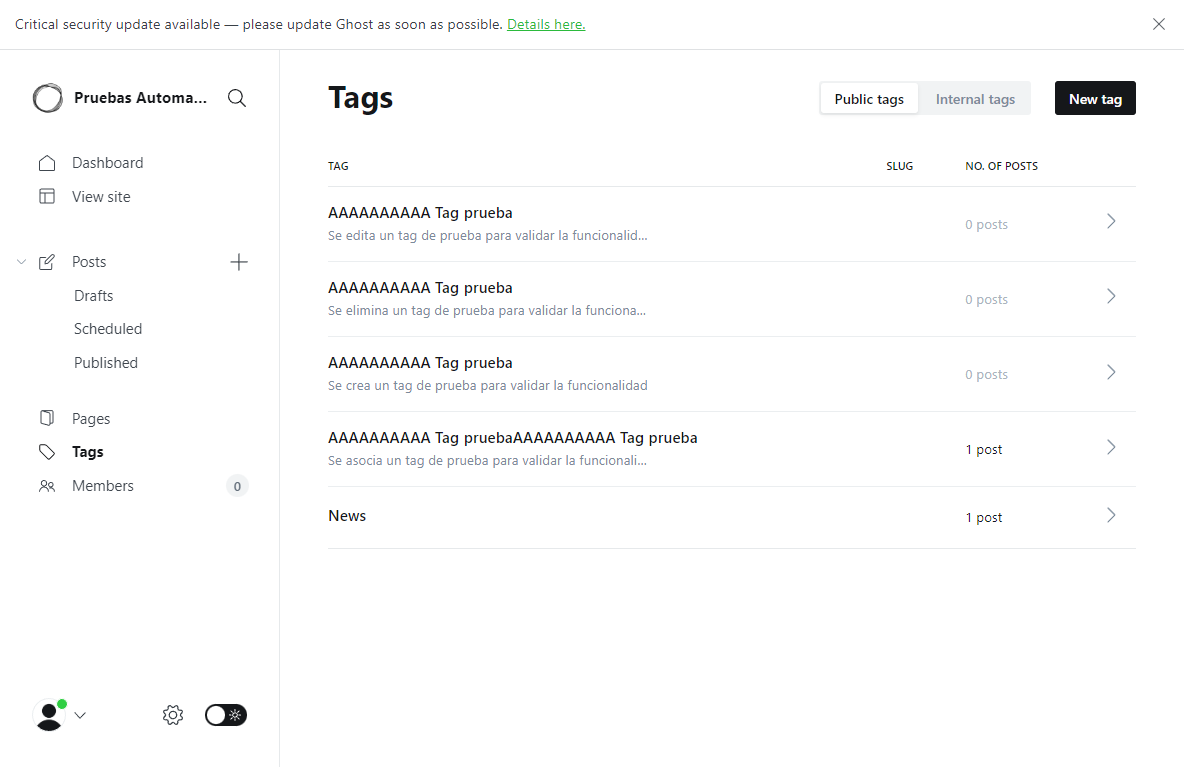 Critical security update available — please update Ghost as soon as possible. Details here.
Pruebas Automa...
Dashboard
View site
Posts
Drafts
Scheduled
Published
Pages
Tags
Members 0
Tags
Public tags Internal tags New tag
TAG SLUG NO. OF POSTS
AAAAAAAAAA Tag prueba
Se edita un tag de prueba para validar la funcionalid...
0 posts
AAAAAAAAAA Tag prueba
Se elimina un tag de prueba para validar la funciona...
0 posts
AAAAAAAAAA Tag prueba
Se crea un tag de prueba para validar la funcionalidad
0 posts
AAAAAAAAAA Tag pruebaAAAAAAAAAA Tag prueba
Se asocia un tag de prueba para validar la funcionali...
1 post
News
1 post